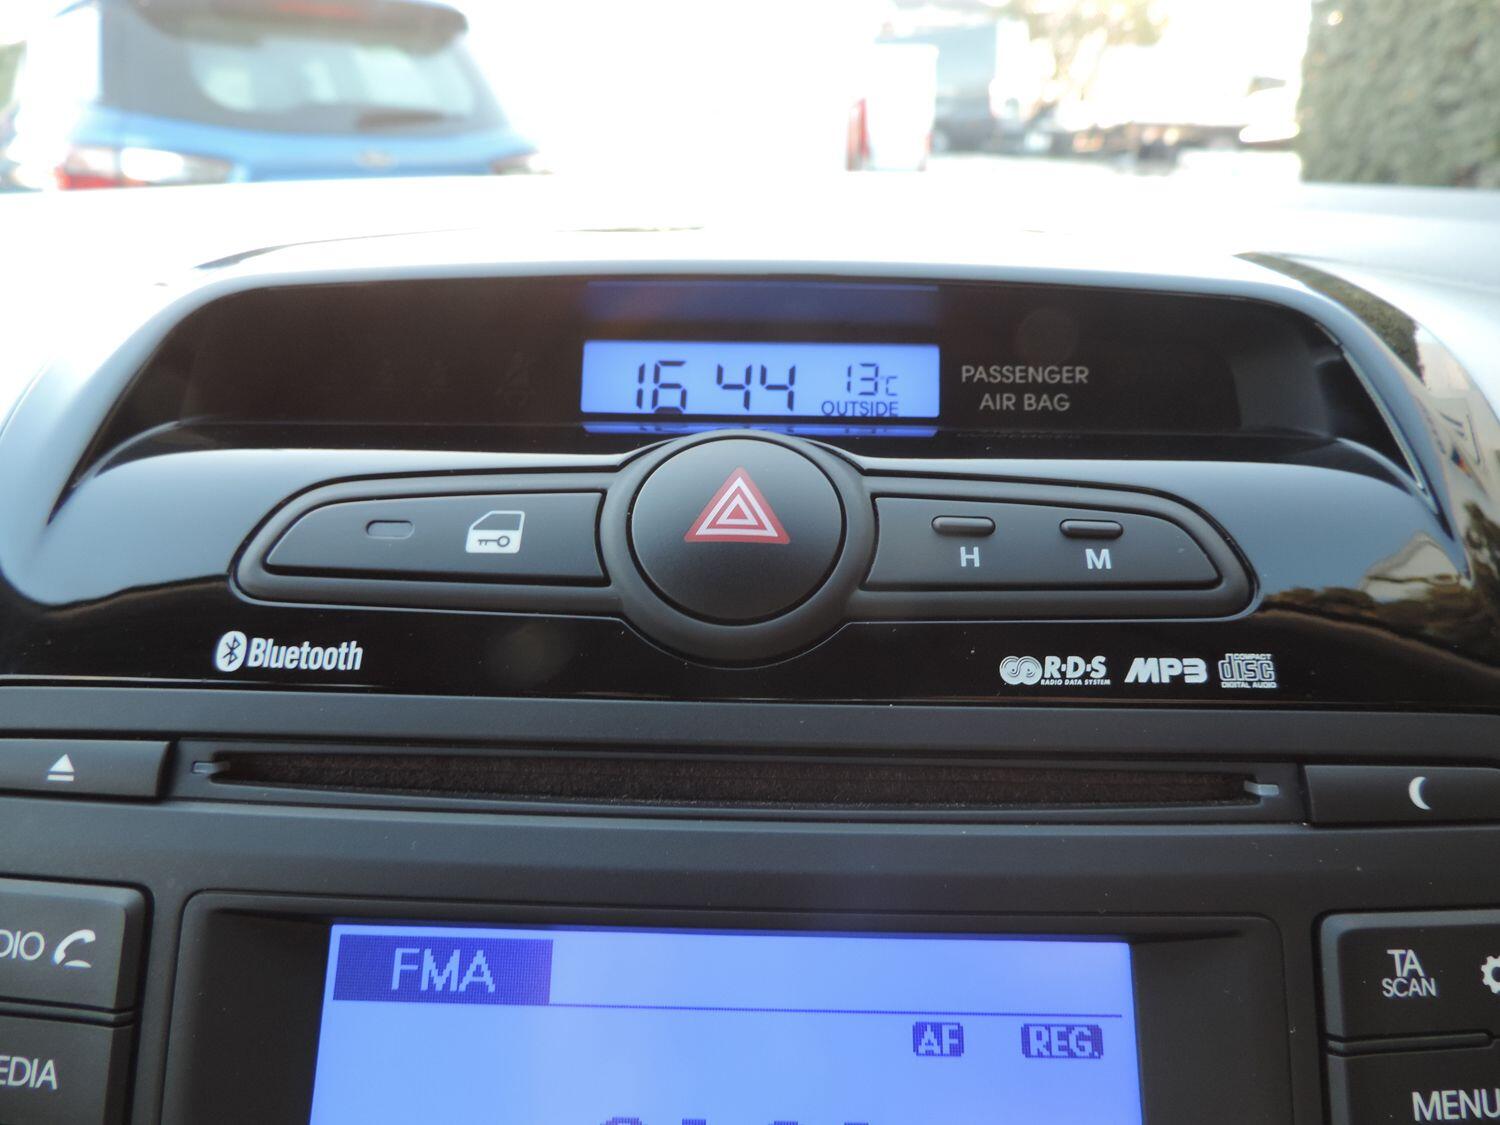 16 44 13°C
OUTSIDE
PASSENGER
AIR BAG
H
M
Bluetooth
R·D·S
RADIO DATA SYSTEM
MP3
COMPACT
disc
DIGITAL AUDIO
DIO
FMA
TA
SCAN
AF
REG.
EDIA
MENU